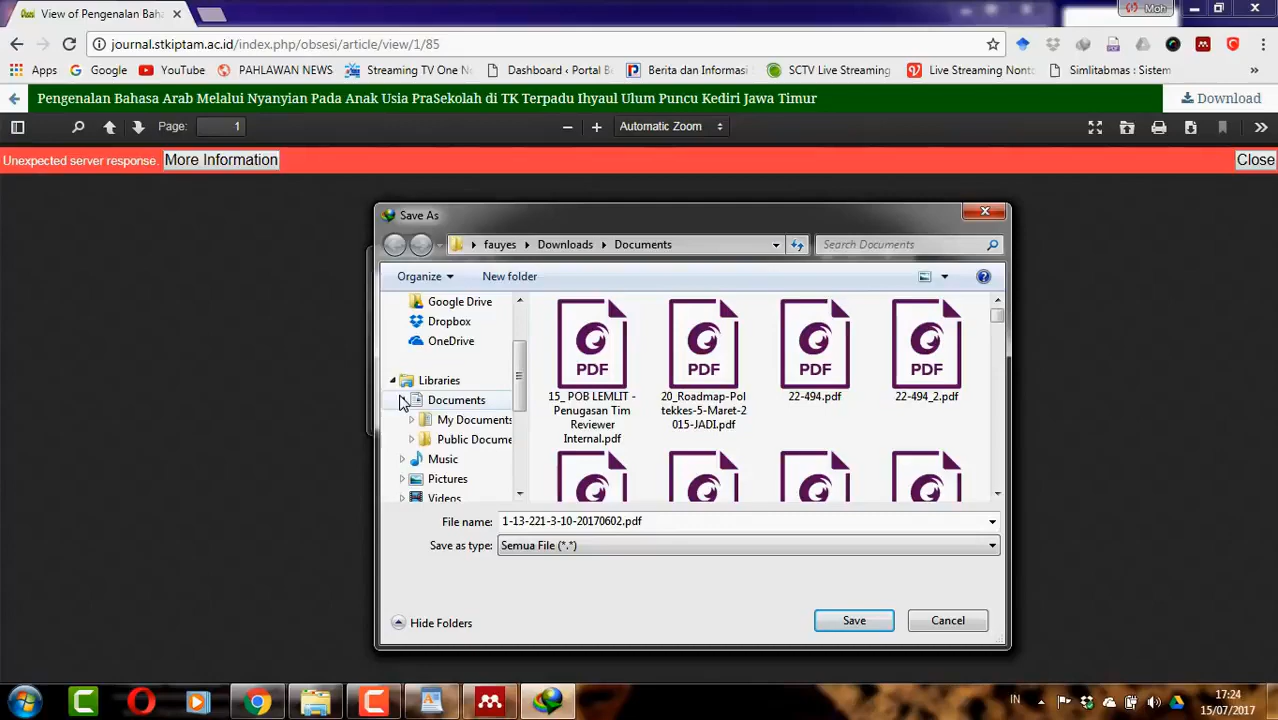 View of Pengenalan Baha
Moh
journal.stkiptam.ac.id/index.php/obsesi/article/view/1/85
Apps Google YouTube PAHLAWAN NEWS Streaming TV One N Dashboard ‹ Portal B Berita dan Informasi SCTV Live Streaming Live Streaming Nont Simlitabmas : Sistem »
Pengenalan Bahasa Arab Melalui Nyanyian Pada Anak Usia PraSekolah di TK Terpadu Ihyaul Ulum Puncu Kediri Jawa Timur
Download
Page: 1
Automatic Zoom
Unexpected server response. More Information
Close
Save As
fauyes Downloads Documents
Search Documents
Organize New folder
Google Drive
Dropbox
OneDrive
Libraries
Documents
My Documents
Public Docume
Music
Pictures
Videos
PDF
15_ POB LEMLIT -
Penugasan Tim
Reviewer
Internal.pdf
PDF
20_Roadmap-Pol
tekkes-5-Maret-2
015-JADI.pdf
PDF
22-494.pdf
PDF
22-494_2.pdf
File name: 1-13-221-3-10-20170602.pdf
Save as type: Semua File (*.*)
Hide Folders
Save Cancel
IN
17:24
15/07/2017